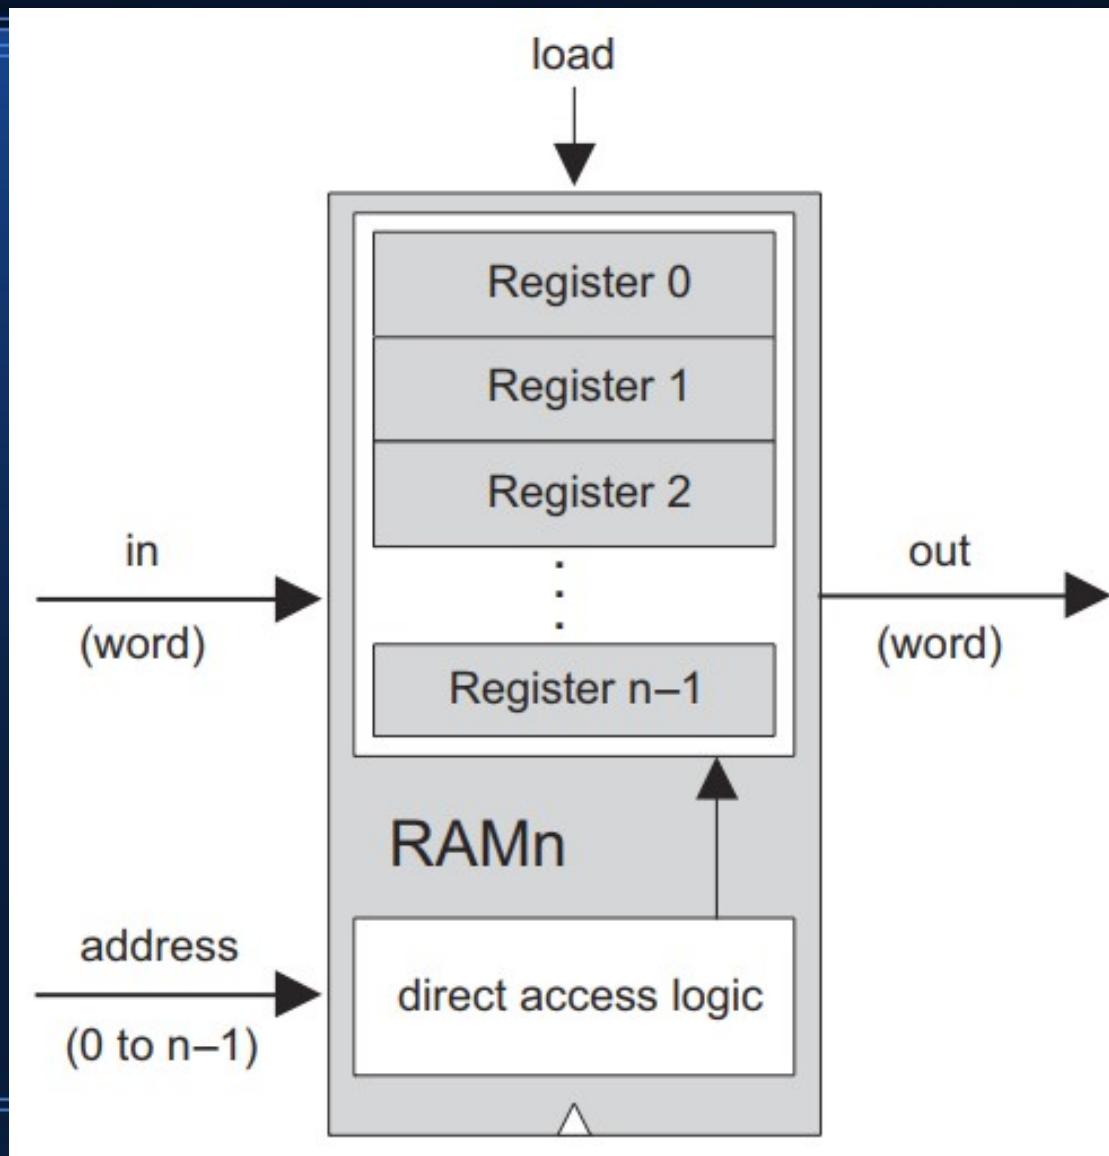 load
Register 0
Register 1
Register 2
in
(word)
out
(word)
Register n–1
RAMn
address
(0 to n–1)
direct access logic